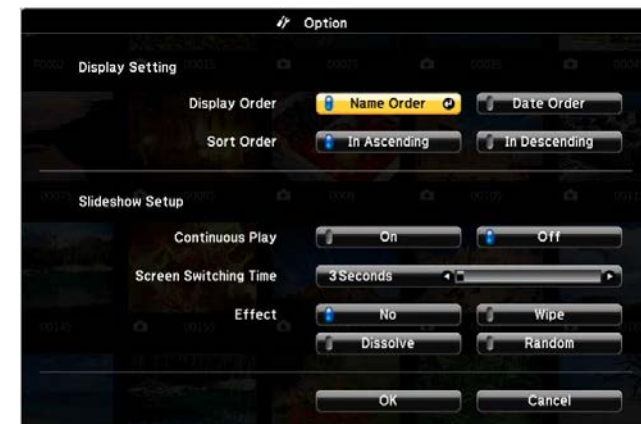 Option
Display Setting
Display Order Name Order Date Order
Sort Order In Ascending In Descending
Slideshow Setup
Continuous Play On Off
Screen Switching Time 3Seconds
Effect No Wipe
Dissolve Random
OK Cancel